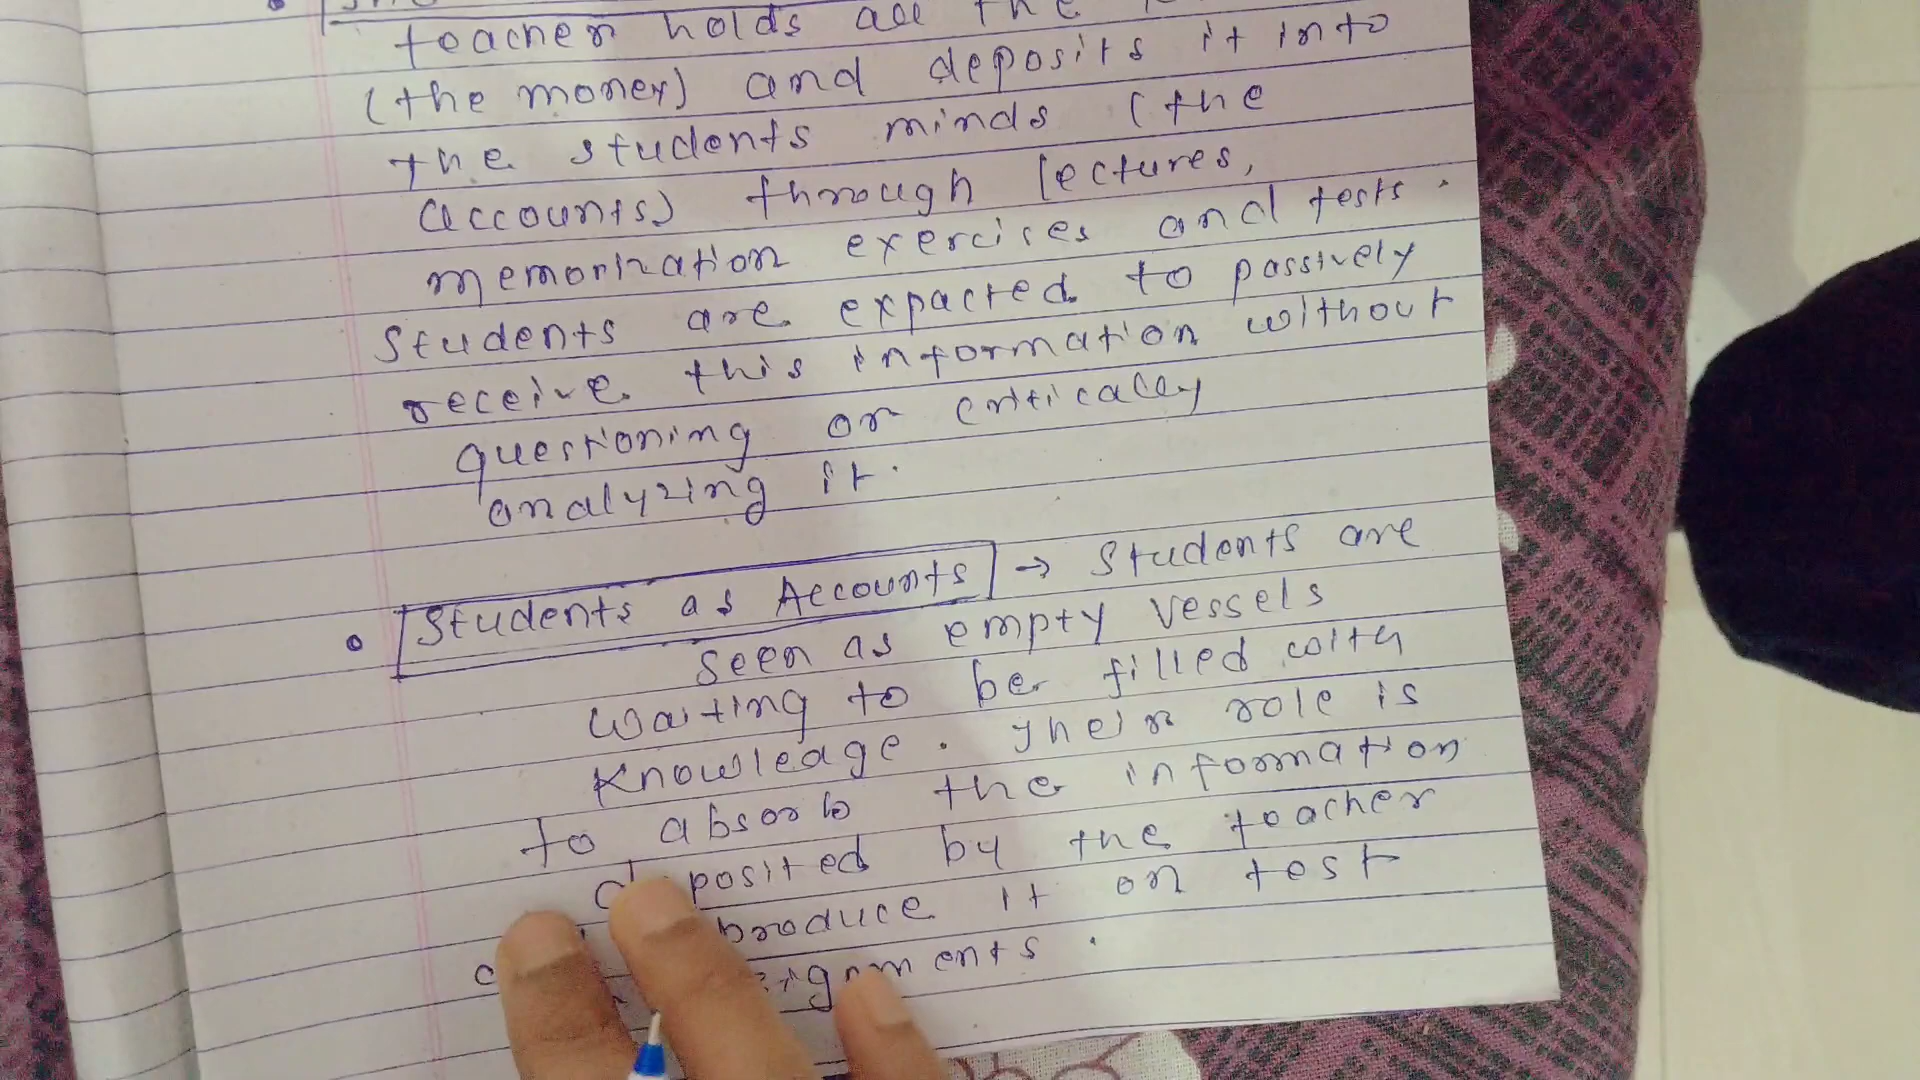 teacher holds all the
(the money) and deposits it into
the students minds (the
accounts) through lectures,
memorization exercises and tests.
Students are expacted to passively
receive this information without
questioning or critically
analyzing it.
• Students as Accounts → Students are
seen as empty vessels
waiting to be filled with
Knowledge. Their role is
to absorb the information
posited by the teacher
produce it on test
ignments.